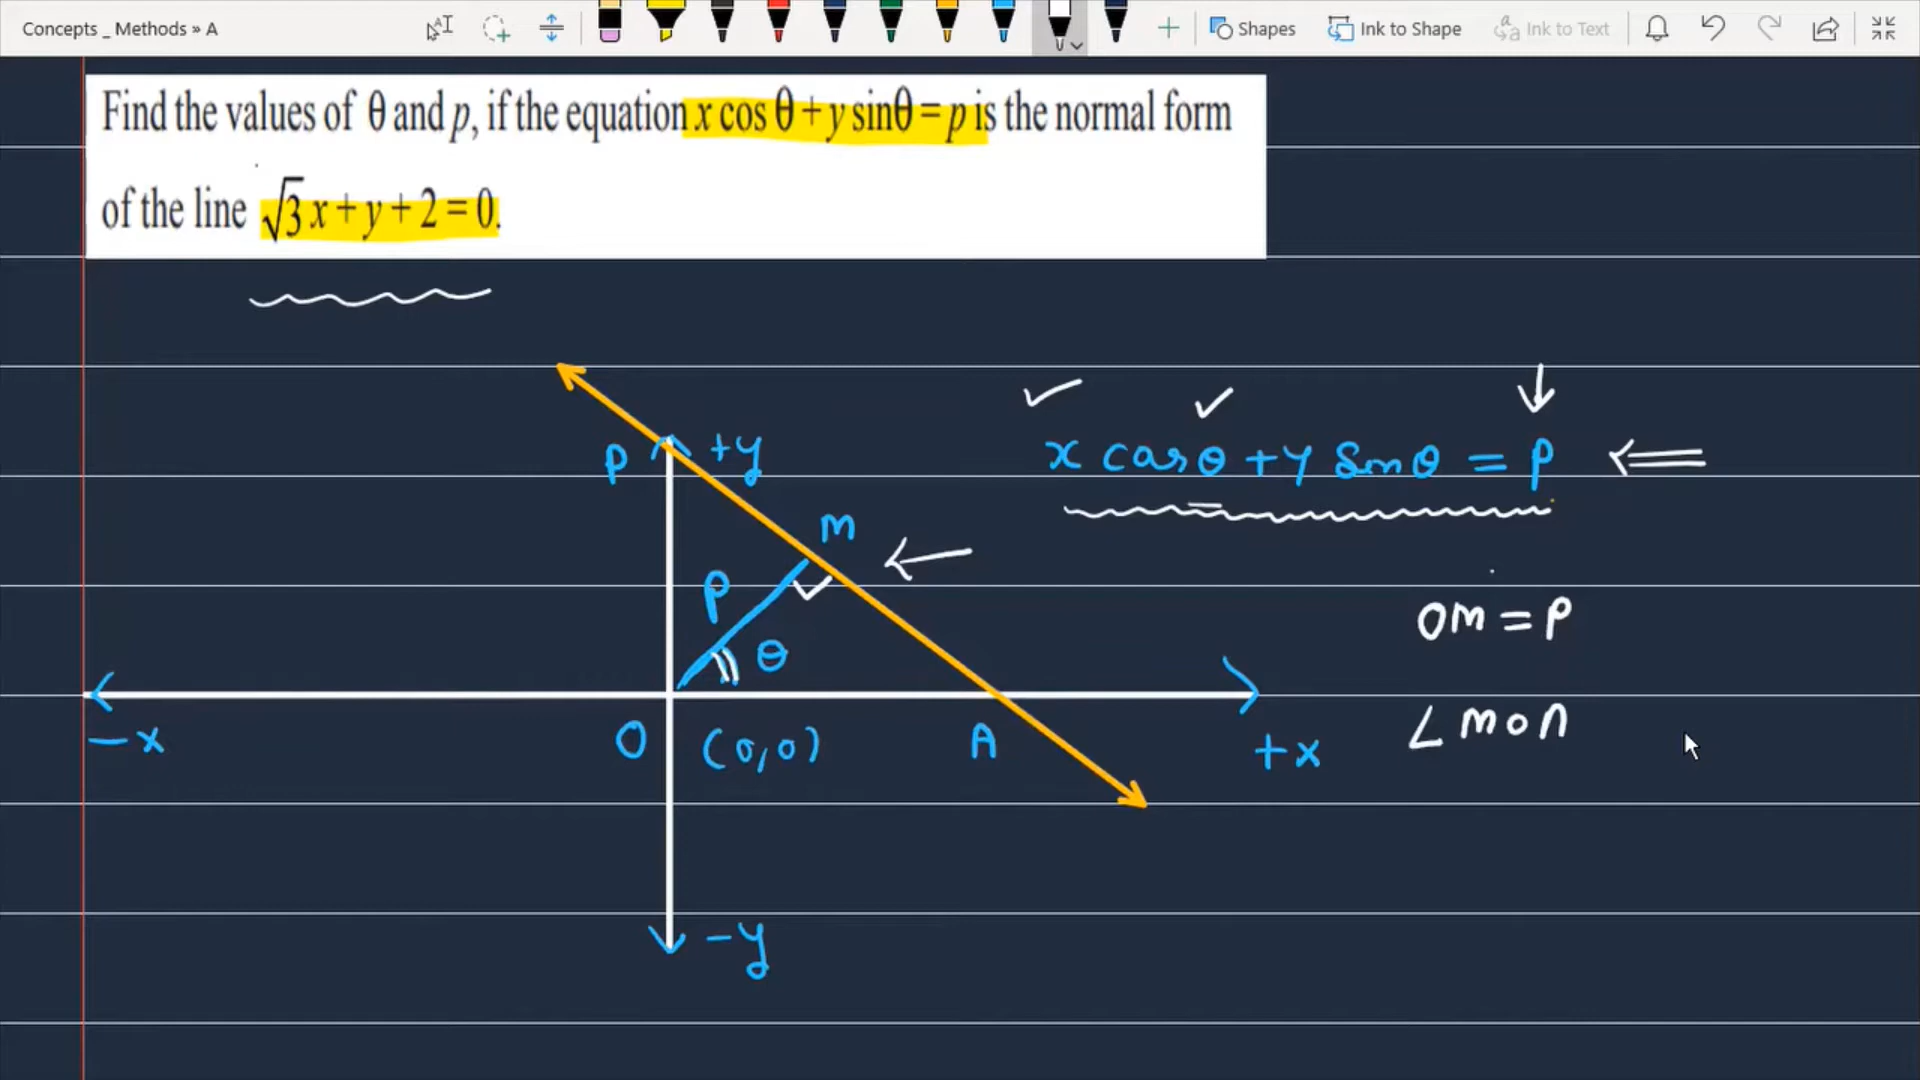 Concepts _ Methods » A
Shapes
Ink to Shape
Ink to Text
Find the values of θ and p, if the equation x cos θ + y sinθ = p is the normal form
of the line √3 x + y + 2 = 0.
P
+y
x cosθ + y sinθ = p
M
p
θ
OM = P
-x
O
(0,0)
A
+x
∠MON
-y